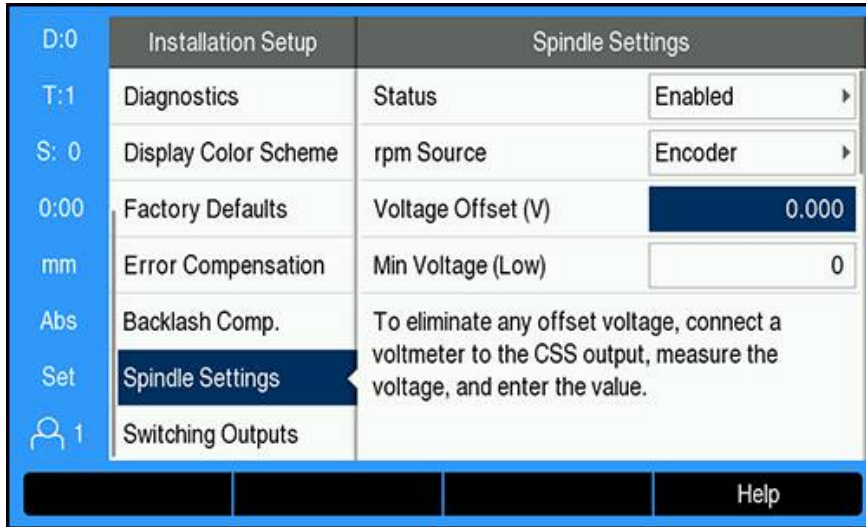 D:0
T:1
S: 0
0:00
mm
Abs
Set
1
Installation Setup
Diagnostics
Display Color Scheme
Factory Defaults
Error Compensation
Backlash Comp.
Spindle Settings
Switching Outputs
Spindle Settings
Status Enabled
rpm Source Encoder
Voltage Offset (V) 0.000
Min Voltage (Low) 0
To eliminate any offset voltage, connect a
voltmeter to the CSS output, measure the
voltage, and enter the value.
Help